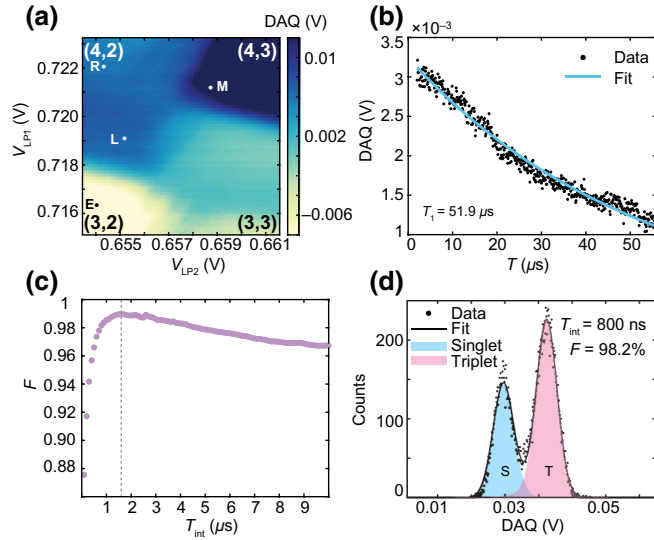 (a)
DAQ (V)
(4,2)
(4,3)
R
M
L
E
(3,2)
(3,3)
0.722
0.720
0.718
0.716
V_LP1 (V)
0.655
0.657
0.659
0.661
V_LP2 (V)
0.01
0.002
−0.006
(b)
×10⁻³
3.5
3
2.5
2
1.5
1
DAQ (V)
Data
Fit
T₁ = 51.9 µs
0 10 20 30 40 50
T (µs)
(c)
1
0.98
0.96
0.94
0.92
0.90
0.88
F
1 3 5 7 9
T_int (µs)
(d)
Data
Fit
Singlet
Triplet
T_int = 800 ns
F = 98.2%
200
100
0
Counts
S
T
0.01 0.03 0.05
DAQ (V)